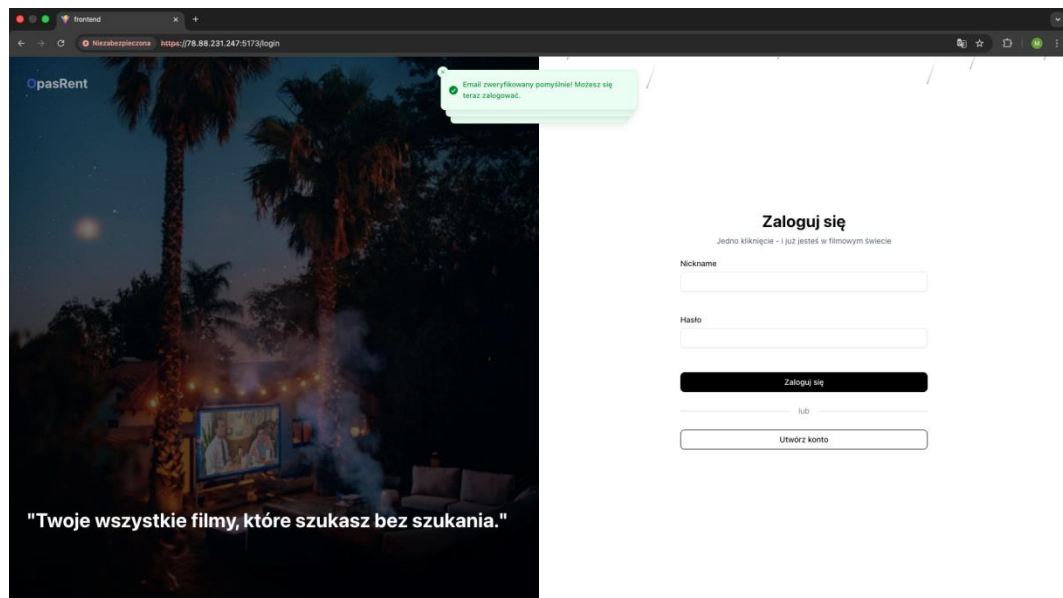 frontend
Niezabezpieczona https://78.88.231.247:5173/login
M
OpasRent
Email zweryfikowany pomyślnie! Możesz się
teraz zalogować.
Zaloguj się
Jedno kliknięcie - i już jesteś w filmowym świecie
Nickname
Hasło
Zaloguj się
lub
Utwórz konto
"Twoje wszystkie filmy, które szukasz bez szukania."